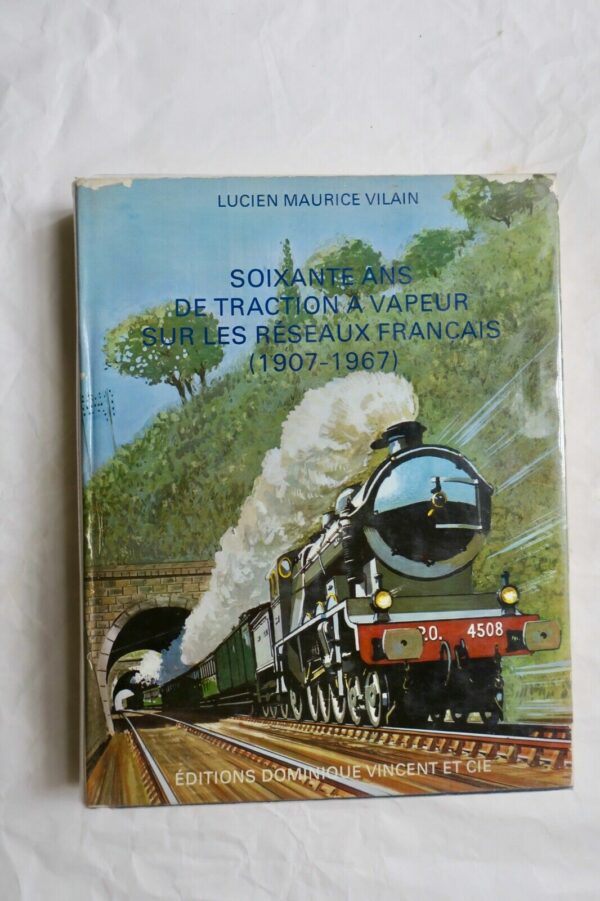 LUCIEN MAURICE VILAIN
SOIXANTE ANS
DE TRACTION A VAPEUR
SUR LES RÉSEAUX FRANCAIS
(1907-1967)
P.O. 4508
ÉDITIONS DOMINIQUE VINCENT ET CIE